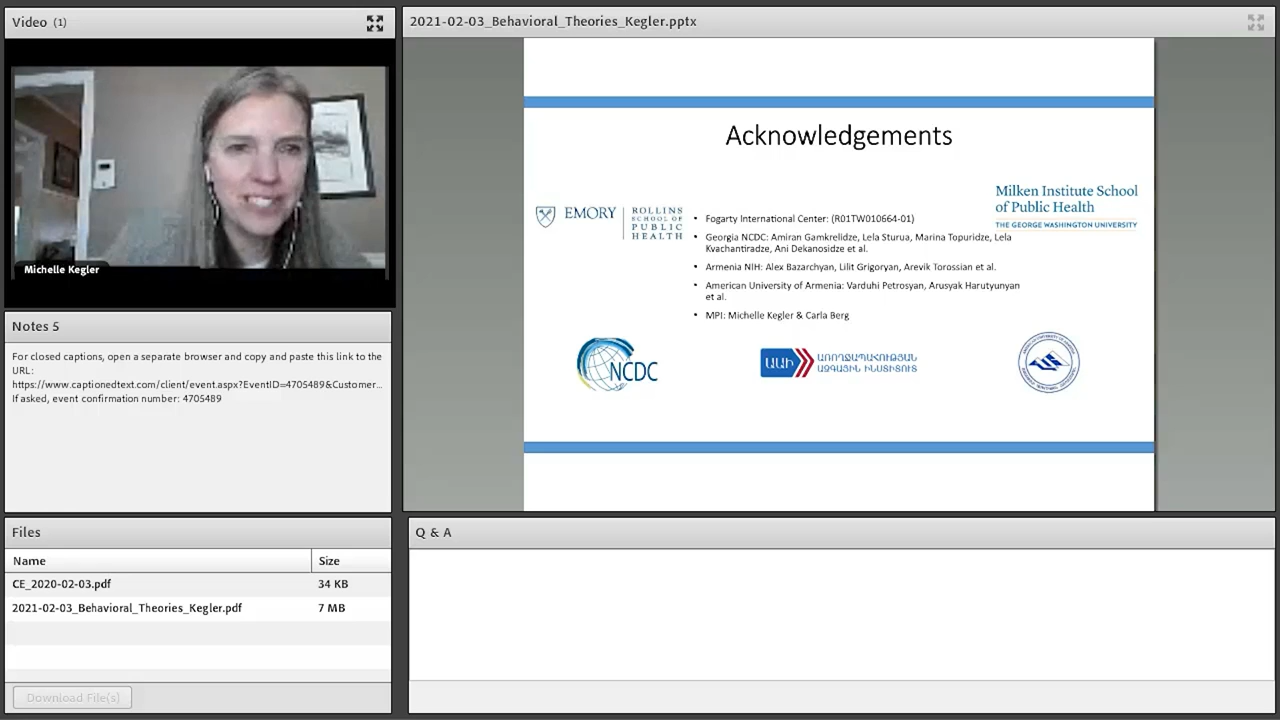 Video (1)
Michelle Kegler
Notes 5
For closed captions, open a separate browser and copy and paste this link to the
URL:
https://www.captionedtext.com/client/event.aspx?EventID=4705489&Customer...
If asked, event confirmation number: 4705489
Files
Name Size
CE_2020-02-03.pdf 34 KB
2021-02-03_Behavioral_Theories_Kegler.pdf 7 MB
Download File(s)
2021-02-03_Behavioral_Theories_Kegler.pptx
Acknowledgements
EMORY
ROLLINS
SCHOOL OF
PUBLIC
HEALTH
Milken Institute School
of Public Health
THE GEORGE WASHINGTON UNIVERSITY
• Fogarty International Center: (R01TW010664-01)
• Georgia NCDC: Amiran Gamkrelidze, Lela Sturua, Marina Topuridze, Lela
Kvachantiradze, Ani Dekanosidze et al.
• Armenia NIH: Alex Bazarchyan, Lilit Grigoryan, Arevik Torossian et al.
• American University of Armenia: Varduhi Petrosyan, Arusyak Harutyunyan
et al.
• MPI: Michelle Kegler & Carla Berg
NCDC
ԱԱԻ
ԱՌՈՂՋԱՊԱՀՈՒԹՅԱՆ
ԱԶԳԱՅԻՆ ԻՆՍՏԻՏՈՒՏ
Q & A